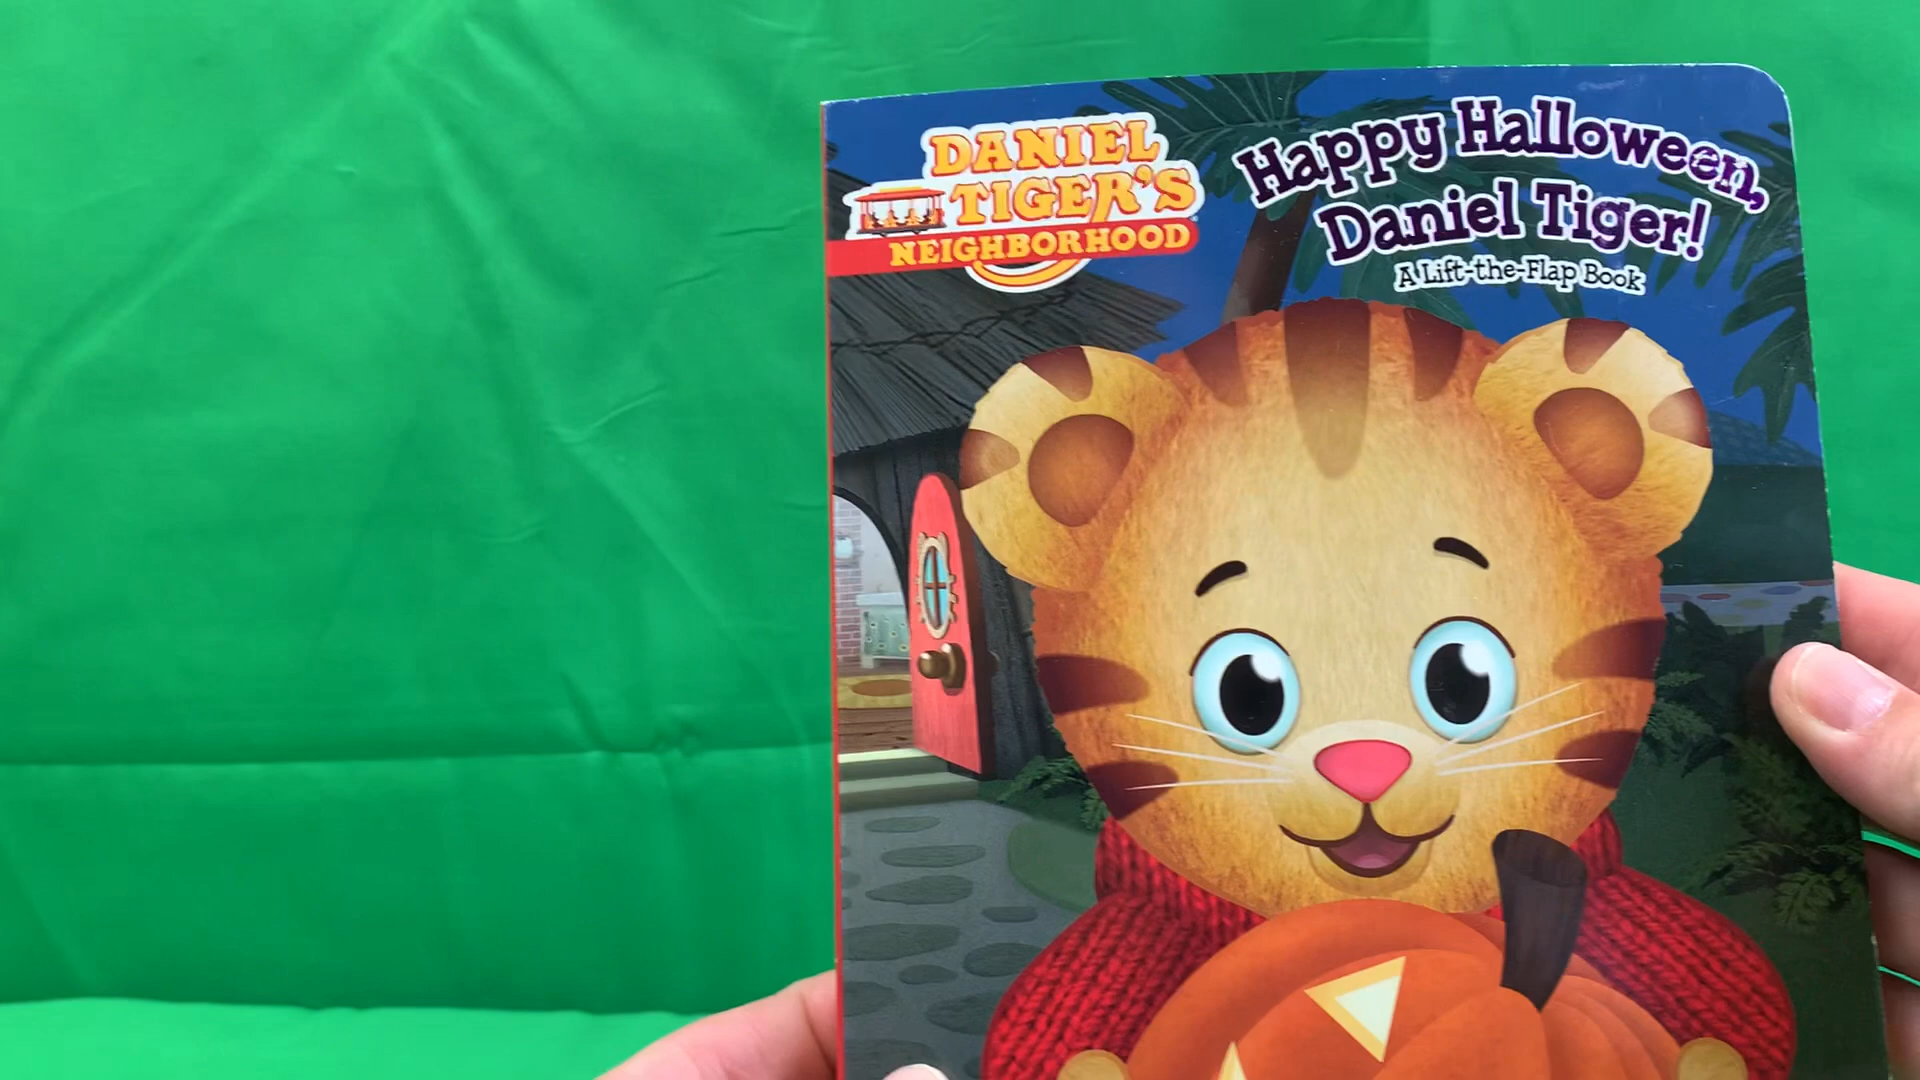 DANIEL
TIGER'S
NEIGHBORHOOD
Happy Halloween,
Daniel Tiger!
A Lift-the-Flap Book